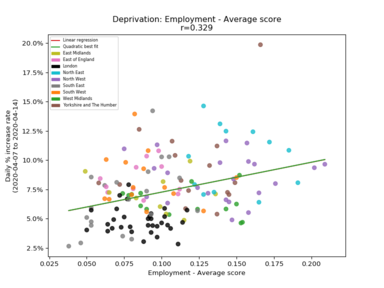 Deprivation: Employment - Average score
r=0.329
Daily % increase rate
(2020-04-07 to 2020-04-14)
20.0%
17.5%
15.0%
12.5%
10.0%
7.5%
5.0%
2.5%
Linear regression
Quadratic best fit
East Midlands
East of England
London
North East
North West
South East
South West
West Midlands
Yorkshire and The Humber
0.025 0.050 0.075 0.100 0.125 0.150 0.175 0.200
Employment - Average score